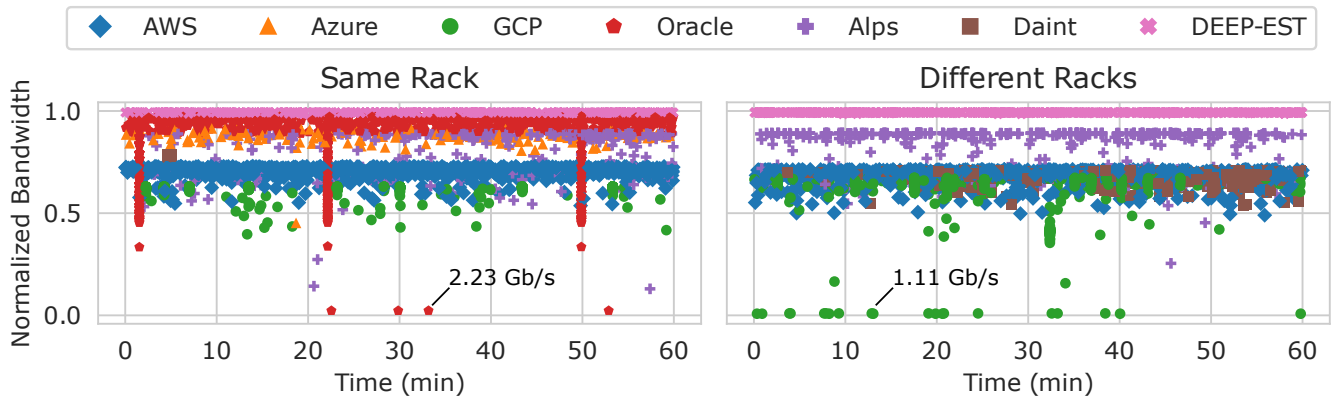 AWS Azure GCP Oracle Alps Daint DEEP-EST
Same Rack
Different Racks
Normalized Bandwidth
1.0
0.5
0.0
2.23 Gb/s
1.11 Gb/s
0 10 20 30 40 50 60
0 10 20 30 40 50 60
Time (min)
Time (min)